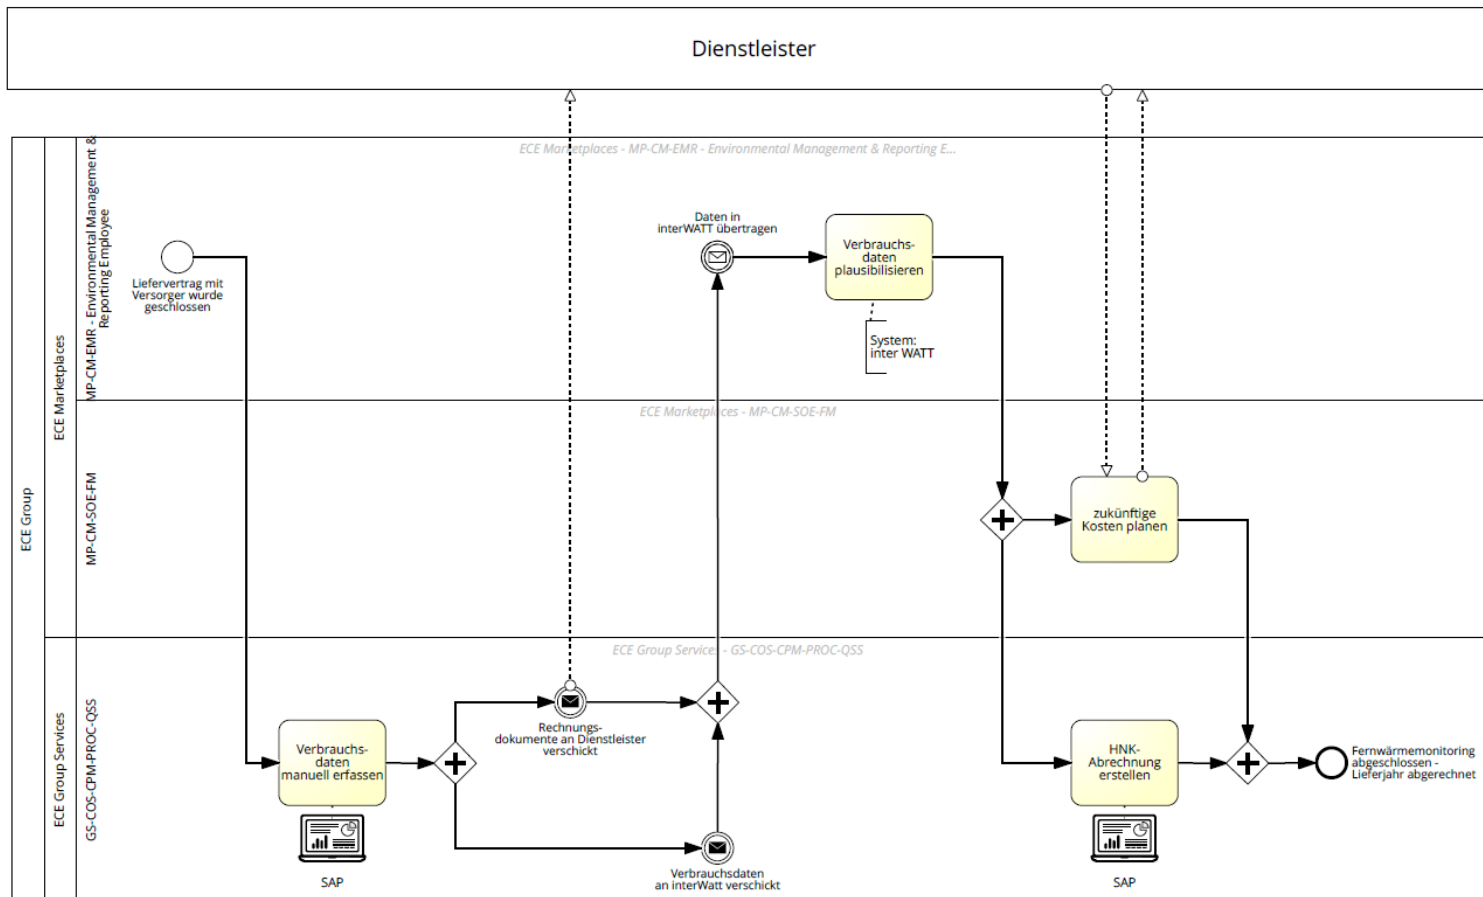 Dienstleister
ECE Group
ECE Marketplaces
MP-CM-EMR - Environmental Management &
Reporting Employee
ECE Marketplaces - MP-CM-EMR - Environmental Management & Reporting E...
Liefervertrag mit
Versorger wurde
geschlossen
Daten in
interWATT übertragen
Verbrauchs-
daten
plausibilisieren
System:
inter WATT
MP-CM-SOE-FM
ECE Marketplaces - MP-CM-SOE-FM
zukünftige
Kosten planen
ECE Group Services
GS-COS-CPM-PROC-QSS
ECE Group Services - GS-COS-CPM-PROC-QSS
Verbrauchs-
daten
manuell erfassen
SAP
Rechnungs-
dokumente an Dienstleister
verschickt
Verbrauchsdaten
an interWatt verschickt
HNK-
Abrechnung
erstellen
SAP
Fernwärmemonitoring
abgeschlossen -
Lieferjahr abgerechnet